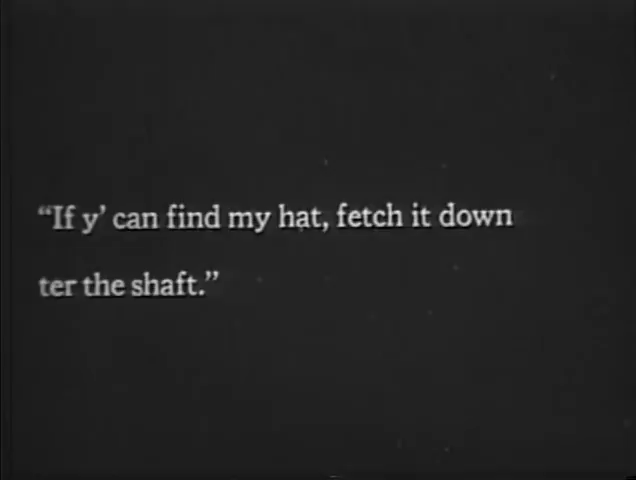 “If y’ can find my hat, fetch it down
ter the shaft.”